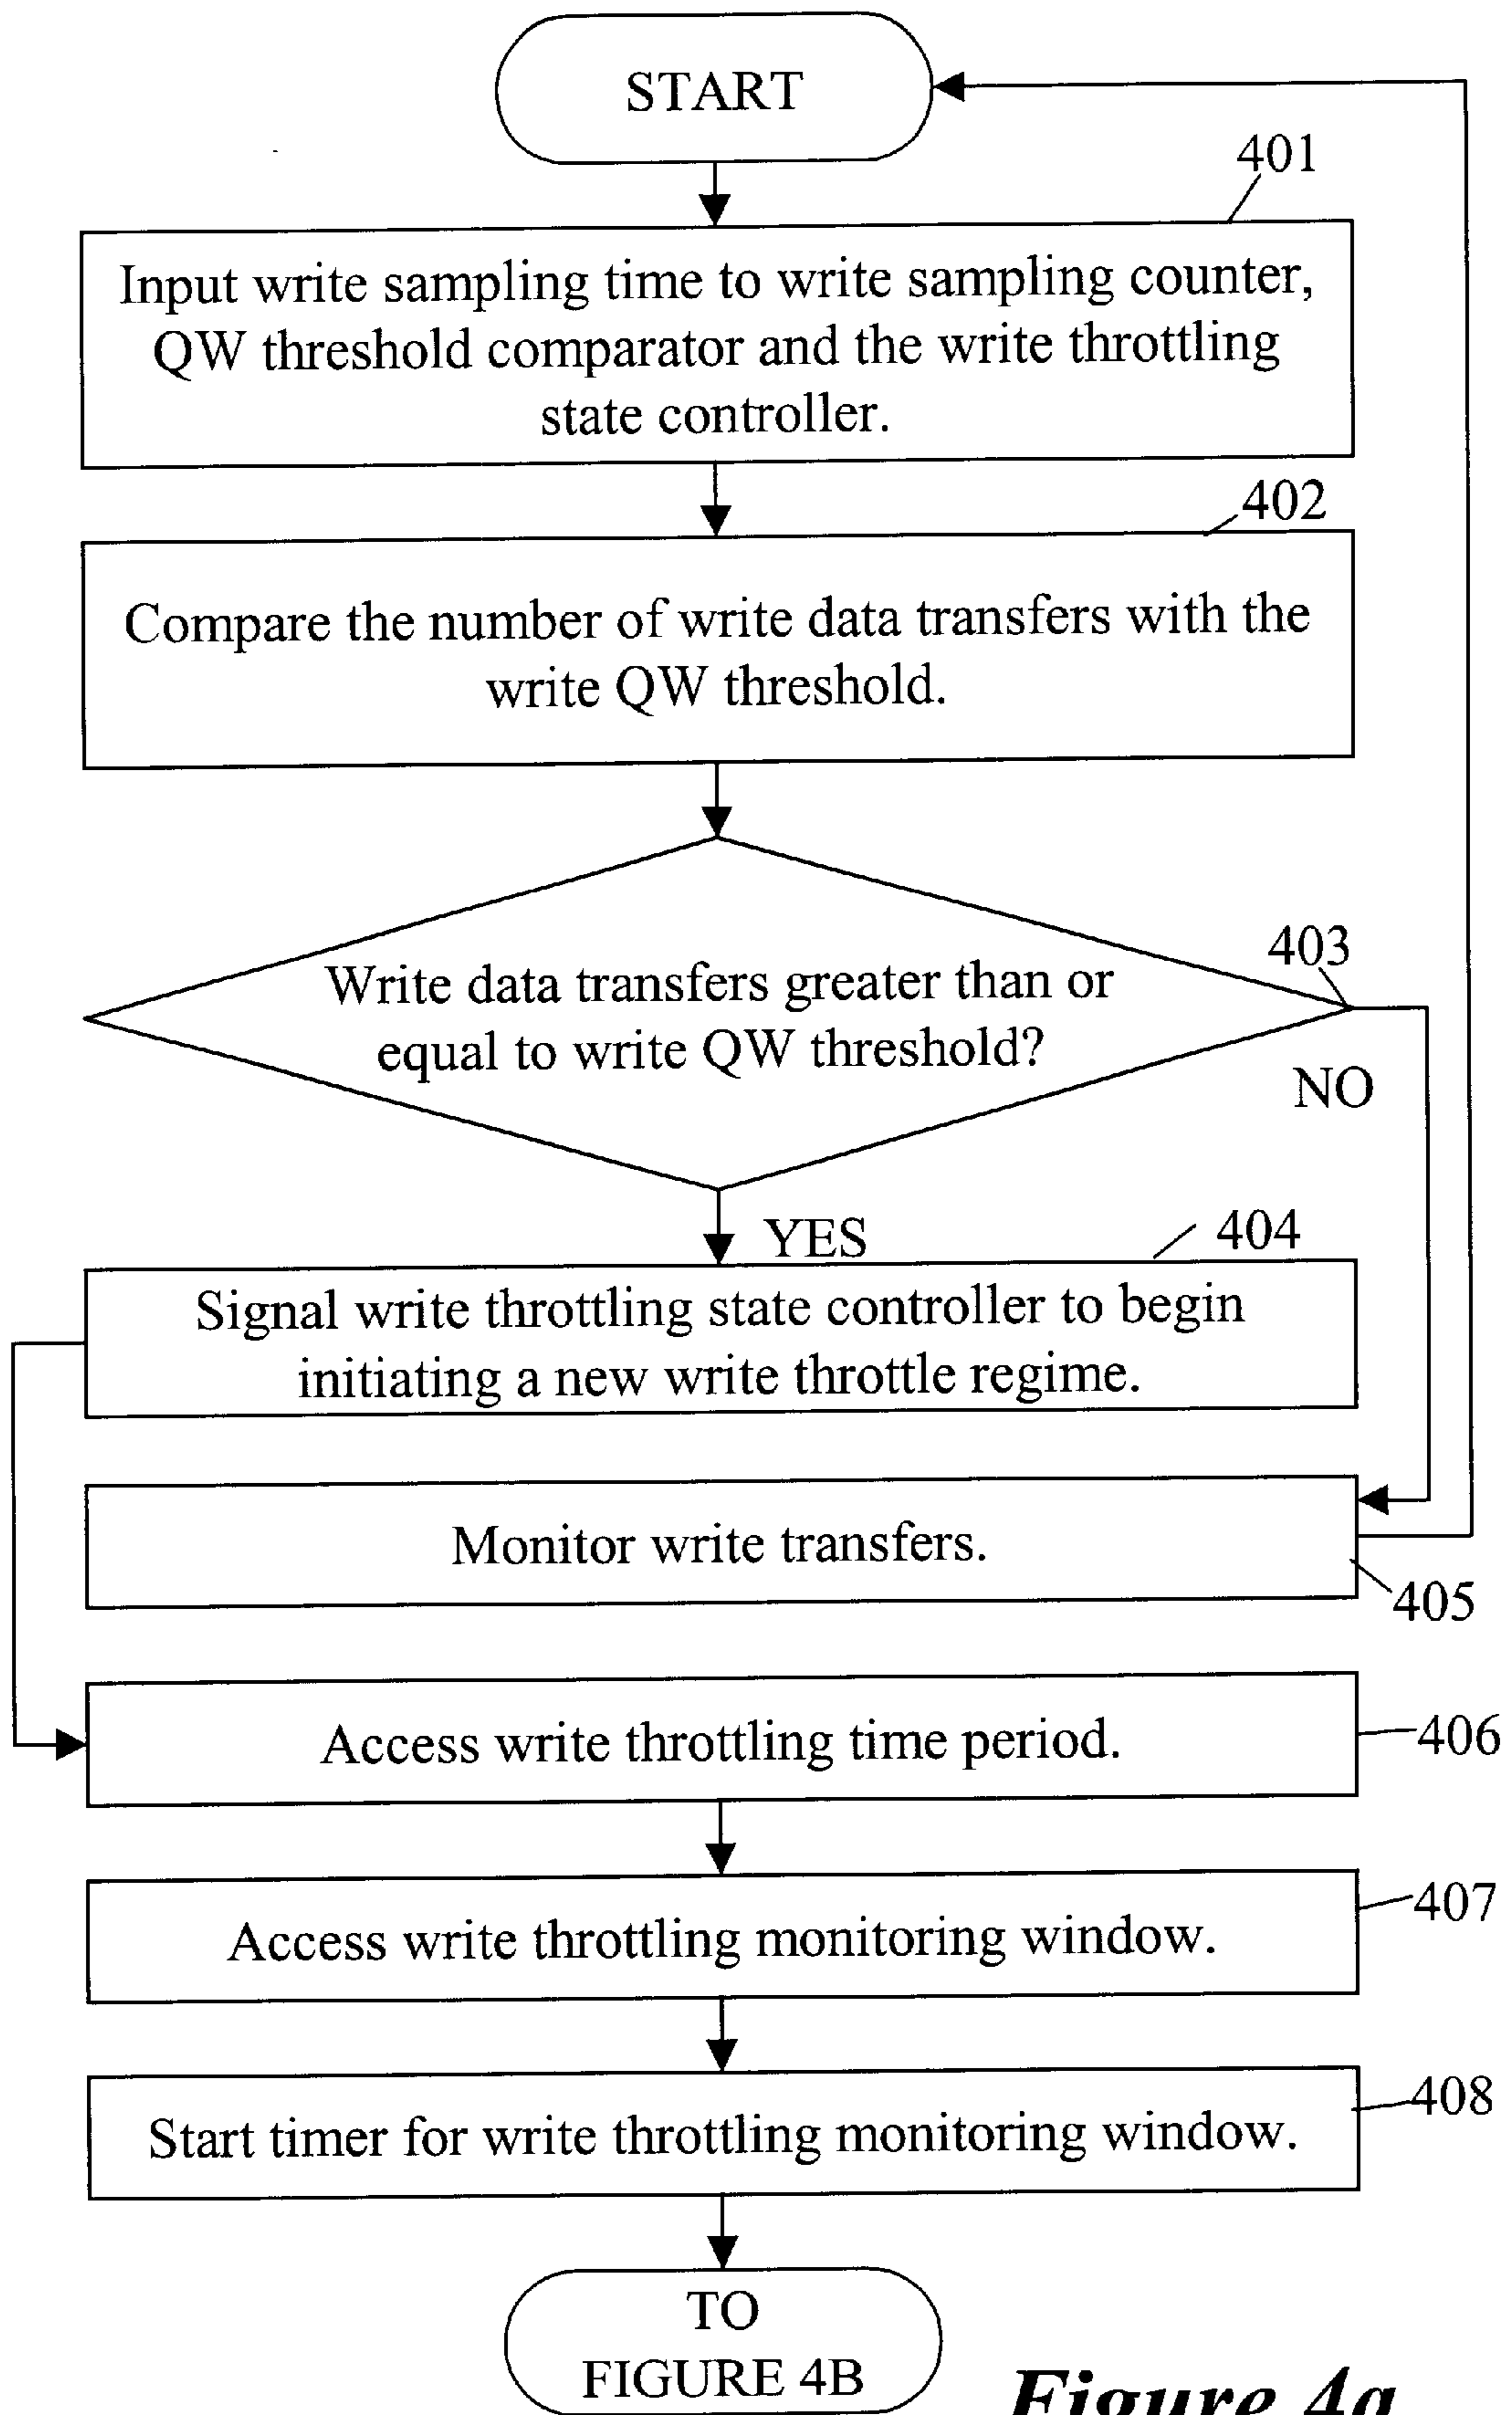 START
401
Input write sampling time to write sampling counter,
QW threshold comparator and the write throttling
state controller.
402
Compare the number of write data transfers with the
write QW threshold.
403
Write data transfers greater than or
equal to write QW threshold?
NO
YES
404
Signal write throttling state controller to begin
initiating a new write throttle regime.
Monitor write transfers.
405
Access write throttling time period.
406
Access write throttling monitoring window.
407
Start timer for write throttling monitoring window.
408
TO
FIGURE 4B
Figure 4a